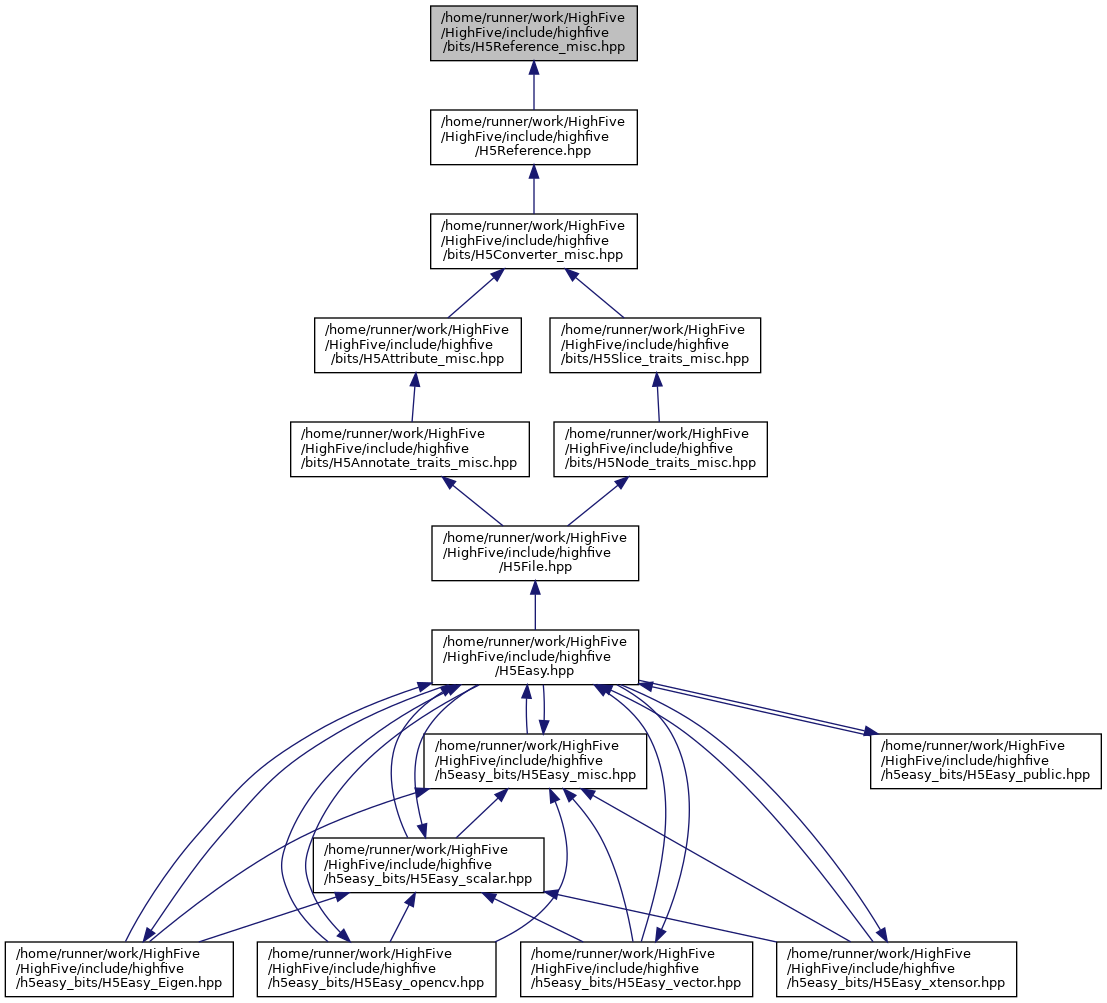 /home/runner/work/HighFive
/HighFive/include/highfive
/bits/H5Reference_misc.hpp
/home/runner/work/HighFive
/HighFive/include/highfive
/H5Reference.hpp
/home/runner/work/HighFive
/HighFive/include/highfive
/bits/H5Converter_misc.hpp
/home/runner/work/HighFive
/HighFive/include/highfive
/bits/H5Attribute_misc.hpp
/home/runner/work/HighFive
/HighFive/include/highfive
/bits/H5Slice_traits_misc.hpp
/home/runner/work/HighFive
/HighFive/include/highfive
/bits/H5Annotate_traits_misc.hpp
/home/runner/work/HighFive
/HighFive/include/highfive
/bits/H5Node_traits_misc.hpp
/home/runner/work/HighFive
/HighFive/include/highfive
/H5File.hpp
/home/runner/work/HighFive
/HighFive/include/highfive
/H5Easy.hpp
/home/runner/work/HighFive
/HighFive/include/highfive
/h5easy_bits/H5Easy_misc.hpp
/home/runner/work/HighFive
/HighFive/include/highfive
/h5easy_bits/H5Easy_public.hpp
/home/runner/work/HighFive
/HighFive/include/highfive
/h5easy_bits/H5Easy_scalar.hpp
/home/runner/work/HighFive
/HighFive/include/highfive
/h5easy_bits/H5Easy_Eigen.hpp
/home/runner/work/HighFive
/HighFive/include/highfive
/h5easy_bits/H5Easy_opencv.hpp
/home/runner/work/HighFive
/HighFive/include/highfive
/h5easy_bits/H5Easy_vector.hpp
/home/runner/work/HighFive
/HighFive/include/highfive
/h5easy_bits/H5Easy_xtensor.hpp